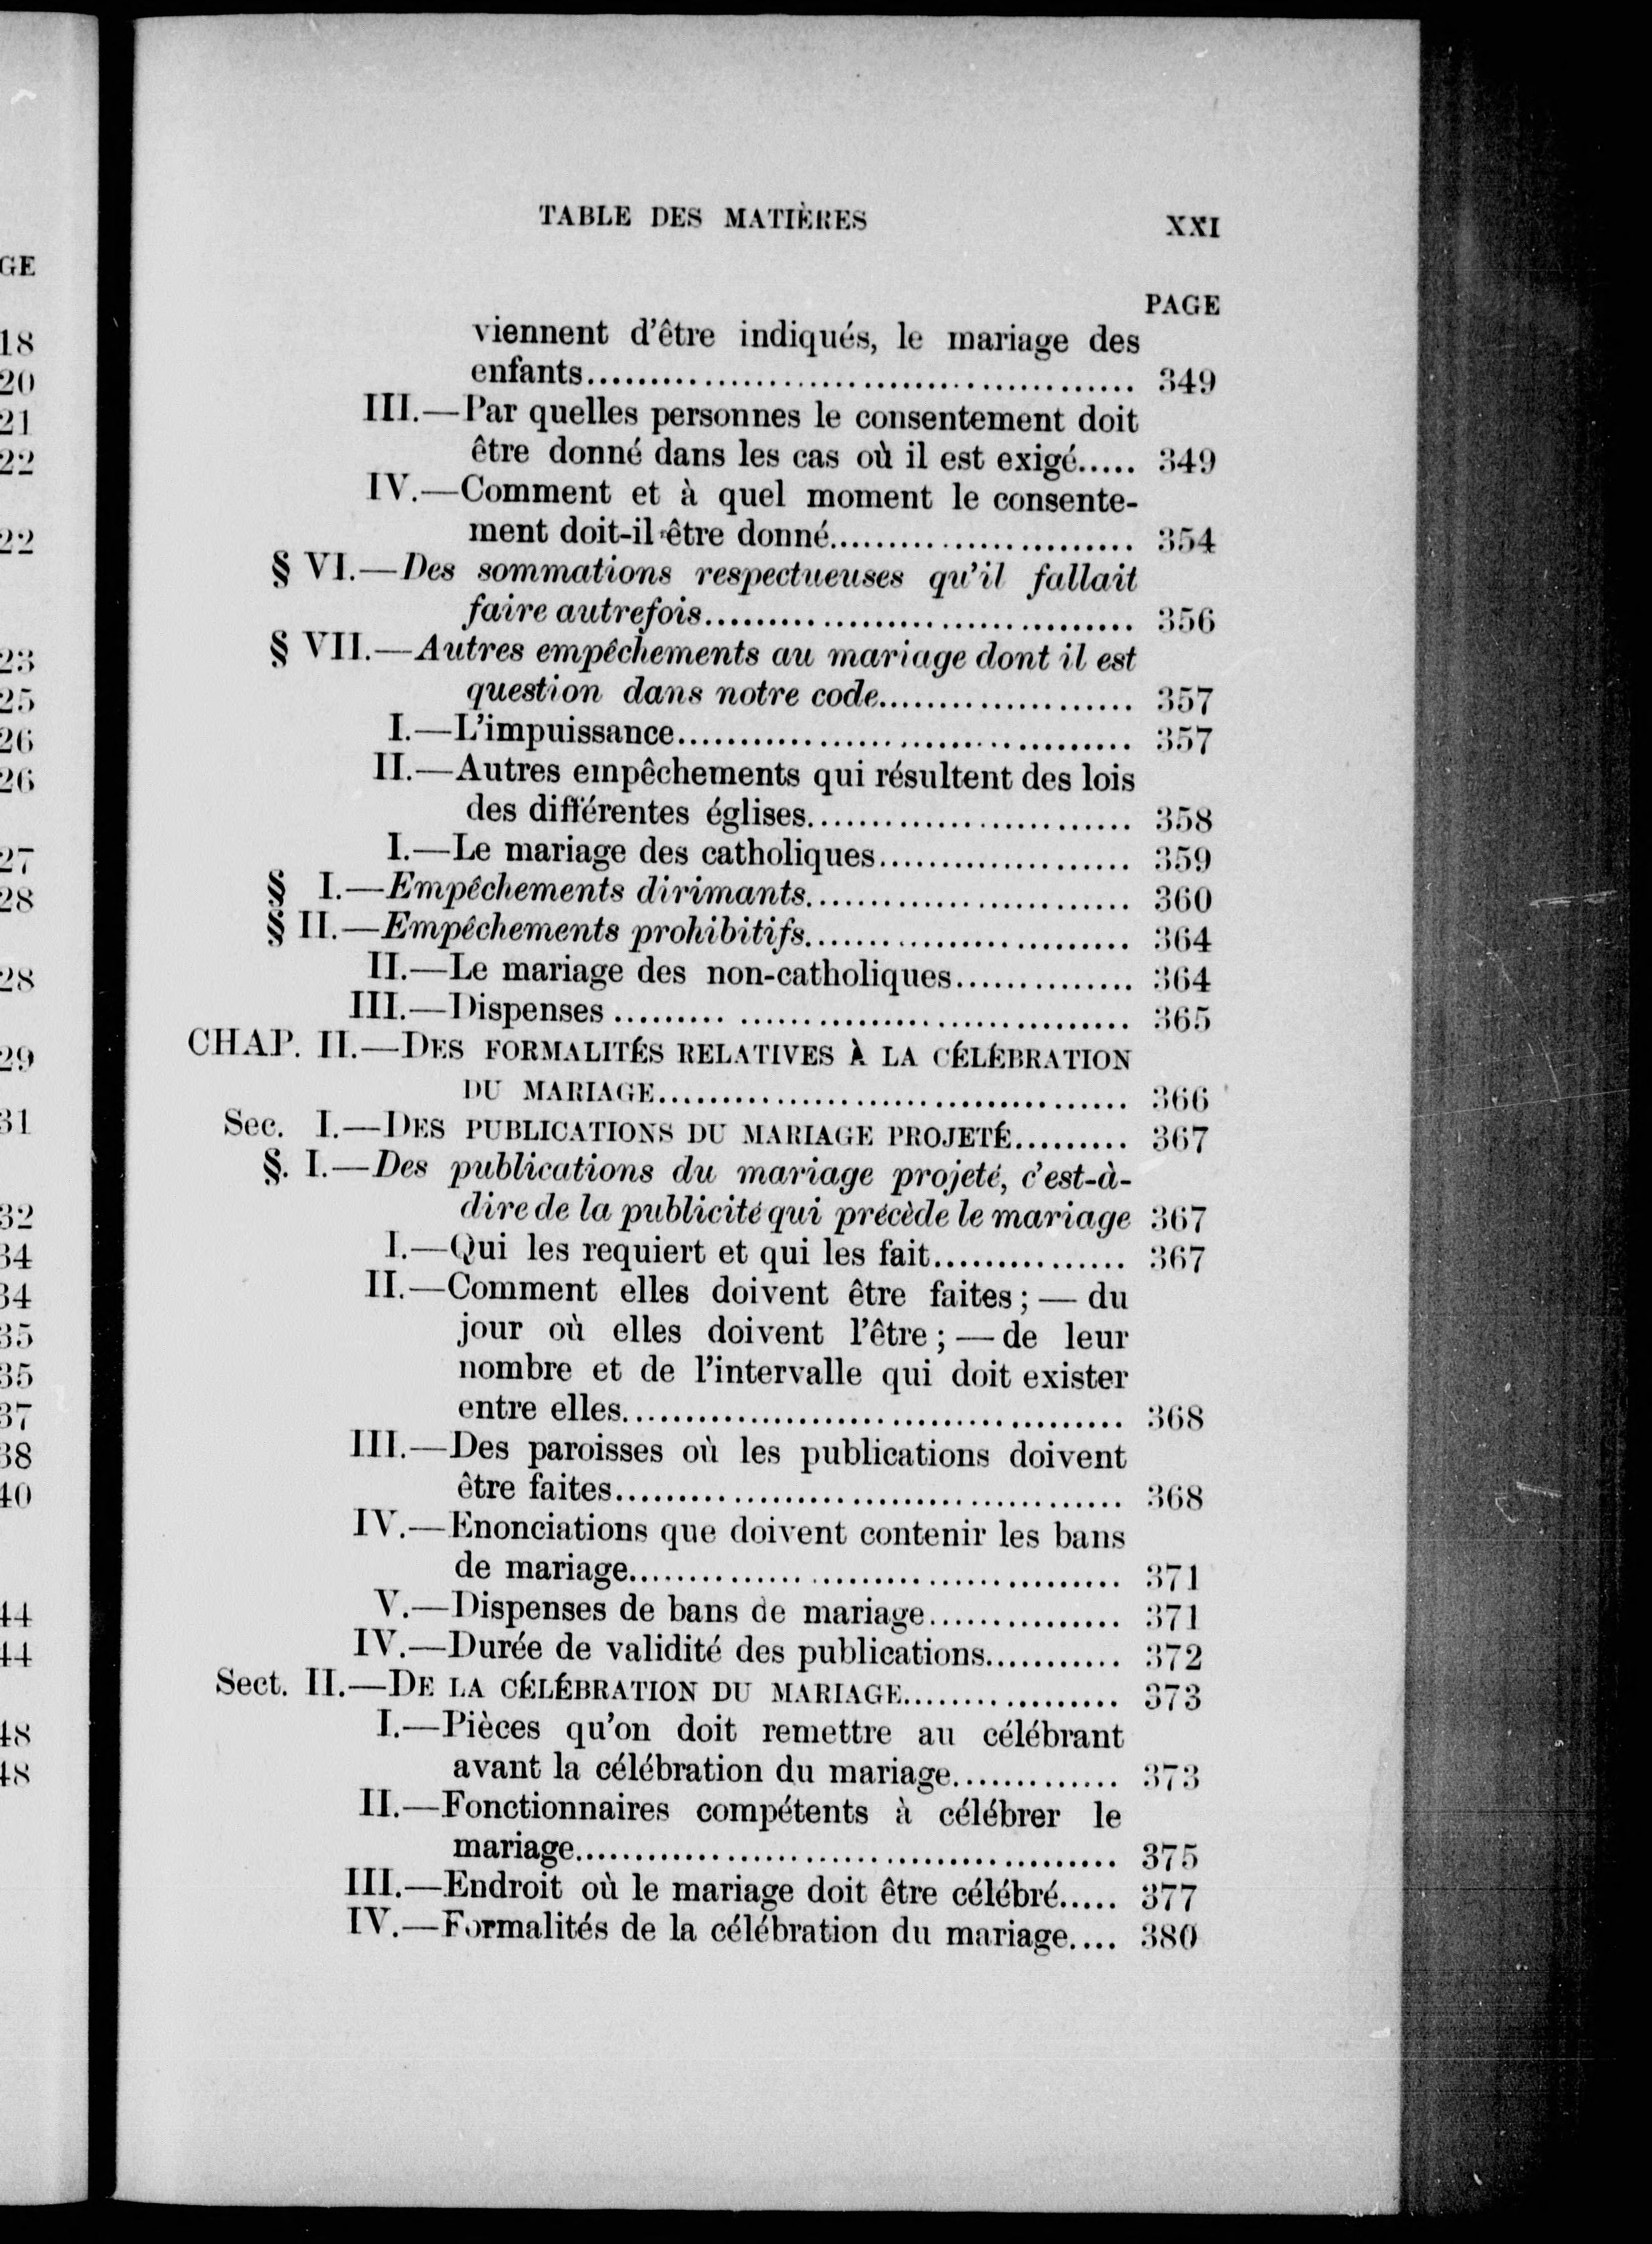 TABLE DES MATIÈRES XXI
PAGE
viennent d'être indiqués, le mariage des
enfants........................................ 349
III.—Par quelles personnes le consentement doit
être donné dans les cas où il est exigé..... 349
IV.—Comment et à quel moment le consente-
ment doit-il être donné........................ 354
§ VI.—Des sommations respectueuses qu'il fallait
faire autrefois.................................. 356
§ VII.—Autres empêchements au mariage dont il est
question dans notre code.................... 357
I.—L'impuissance.................................... 357
II.—Autres empêchements qui résultent des lois
des différentes églises.......................... 358
I.—Le mariage des catholiques.................... 359
§ I.—Empêchements dirimants.......................... 360
§ II.—Empêchements prohibitifs.......................... 364
II.—Le mariage des non-catholiques.............. 364
III.—Dispenses ........................................ 365
CHAP. II.—DES FORMALITÉS RELATIVES À LA CÉLÉBRATION
DU MARIAGE..................................... 366
Sec. I.—DES PUBLICATIONS DU MARIAGE PROJETÉ......... 367
§. I.—Des publications du mariage projeté, c'est-à-
dire de la publicité qui précède le mariage 367
I.—Qui les requiert et qui les fait............... 367
II.—Comment elles doivent être faites; — du
jour où elles doivent l'être; — de leur
nombre et de l'intervalle qui doit exister
entre elles........................................ 368
III.—Des paroisses où les publications doivent
être faites........................................ 368
IV.—Enonciations que doivent contenir les bans
de mariage...................................... 371
V.—Dispenses de bans de mariage............... 371
IV.—Durée de validité des publications........... 372
Sect. II.—DE LA CÉLÉBRATION DU MARIAGE................. 373
I.—Pièces qu'on doit remettre au célébrant
avant la célébration du mariage............. 373
II.—Fonctionnaires compétents à célébrer le
mariage.......................................... 375
III.—Endroit où le mariage doit être célébré..... 377
IV.—Formalités de la célébration du mariage.... 380